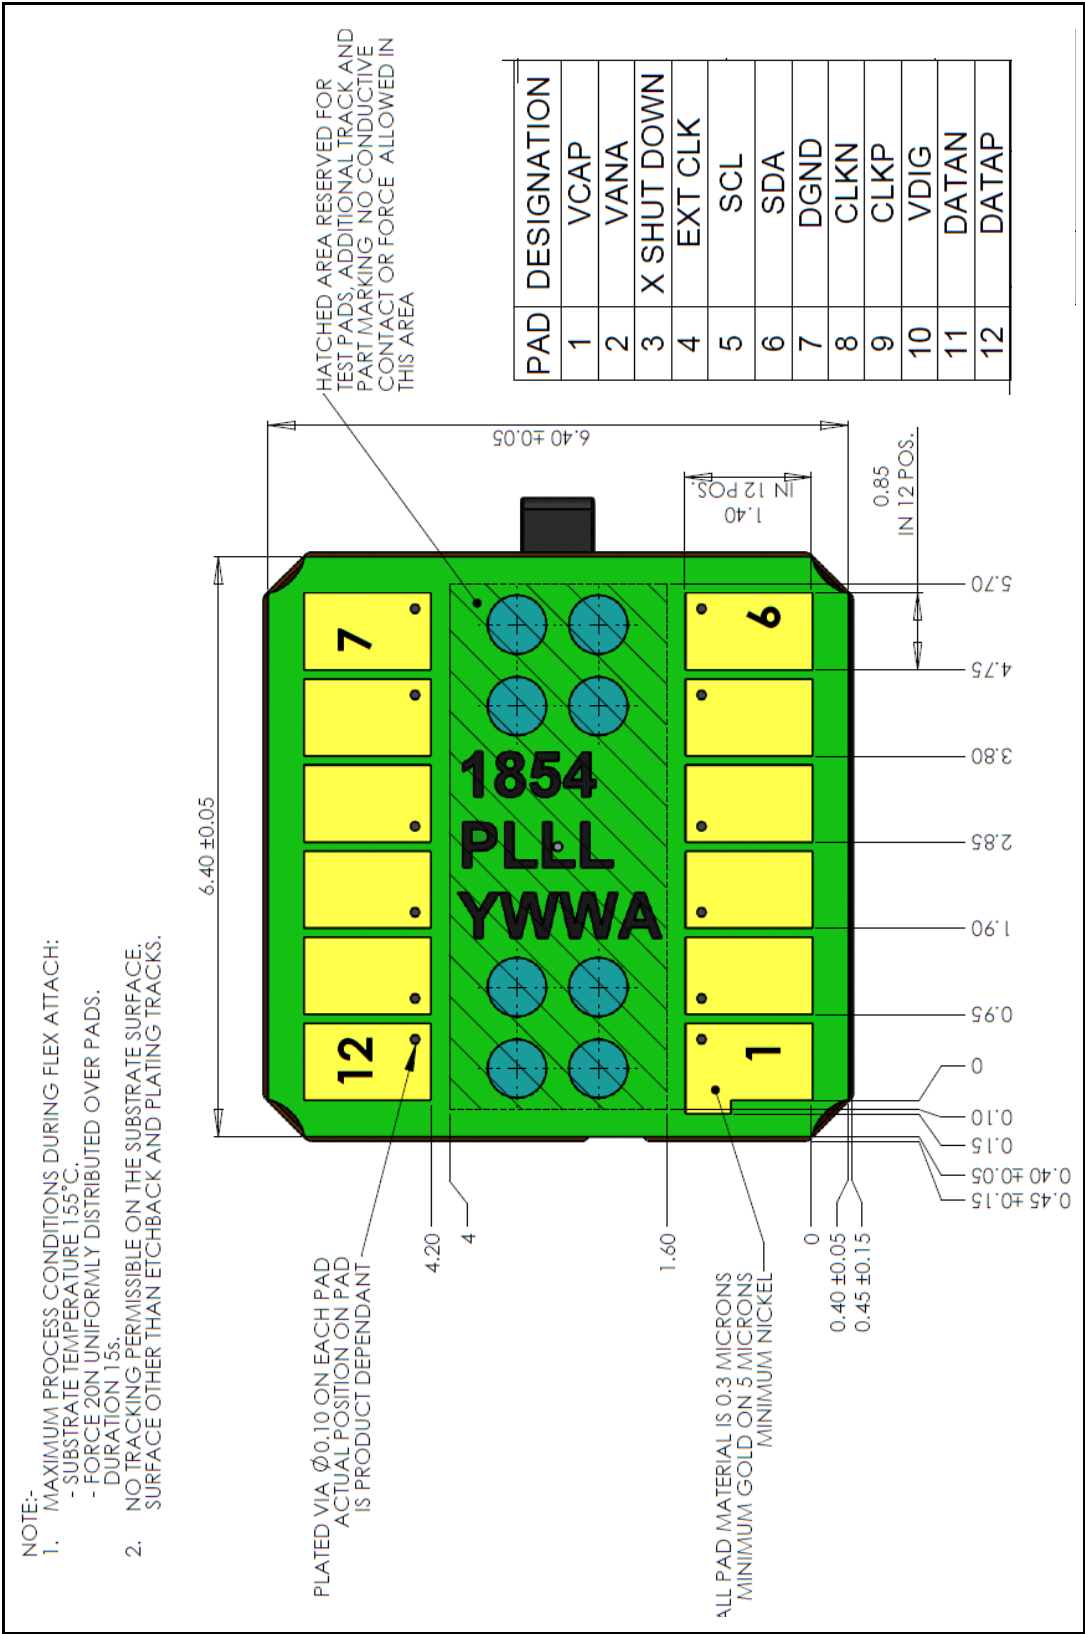 NOTE:-
1. MAXIMUM PROCESS CONDITIONS DURING FLEX ATTACH:
- SUBSTRATE TEMPERATURE 155°C.
- FORCE 20N UNIFORMLY DISTRIBUTED OVER PADS.
DURATION 15s.
2. NO TRACKING PERMISSIBLE ON THE SUBSTRATE SURFACE.
SURFACE OTHER THAN ETCHBACK AND PLATING TRACKS.
6.40 ±0.05
PLATED VIA Ø0.10 ON EACH PAD
ACTUAL POSITION ON PAD
IS PRODUCT DEPENDANT
HATCHED AREA RESERVED FOR
TEST PADS, ADDITIONAL TRACK AND
PART MARKING NO CONDUCTIVE
CONTACT OR FORCE ALLOWED IN
THIS AREA
12
7
4.20
4
1854
PLLL
YWWA
6.40 ±0.05
1.60
1
6
1.40
IN 12 POS.
0
0.40 ±0.05
0.45 ±0.15
ALL PAD MATERIAL IS 0.3 MICRONS
MINIMUM GOLD ON 5 MICRONS
MINIMUM NICKEL
0.85
IN 12 POS.
0.45 ±0.15
0.40 ±0.05
0.15
0.10
0
0.95
1.90
2.85
3.80
4.75
5.70
PAD DESIGNATION
1 VCAP
2 VANA
3 X SHUT DOWN
4 EXT CLK
5 SCL
6 SDA
7 DGND
8 CLKN
9 CLKP
10 VDIG
11 DATAN
12 DATAP